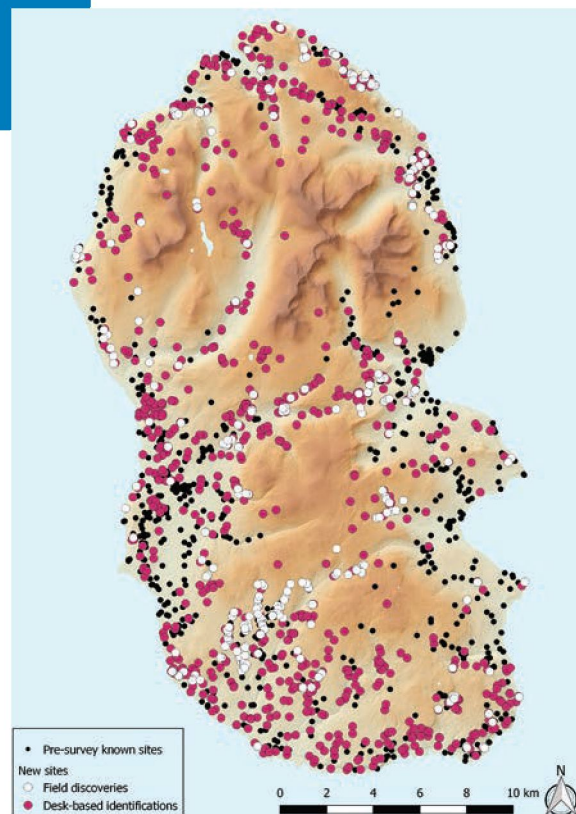 Pre-survey known sites
New sites
Field discoveries
Desk-based identifications
0 2 4 6 8 10 km
N